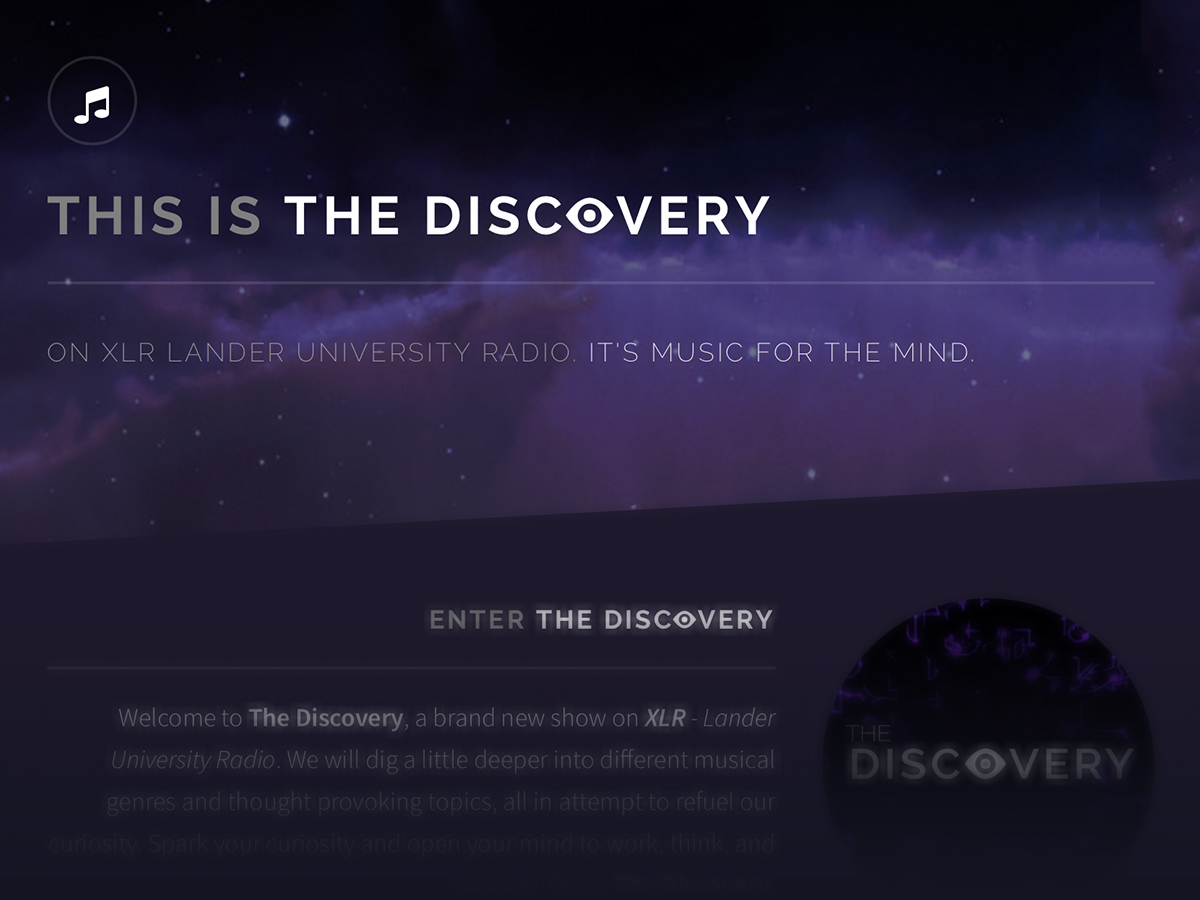 THIS IS THE DISCOVERY
ON XLR LANDER UNIVERSITY RADIO. IT'S MUSIC FOR THE MIND.
ENTER THE DISCOVERY
Welcome to The Discovery, a brand new show on XLR - Lander
University Radio. We will dig a little deeper into different musical
genres and thought provoking topics, all in attempt to refuel our
curiosity. Spark your curiosity and open your mind to work, think, and
THE
DISCOVERY